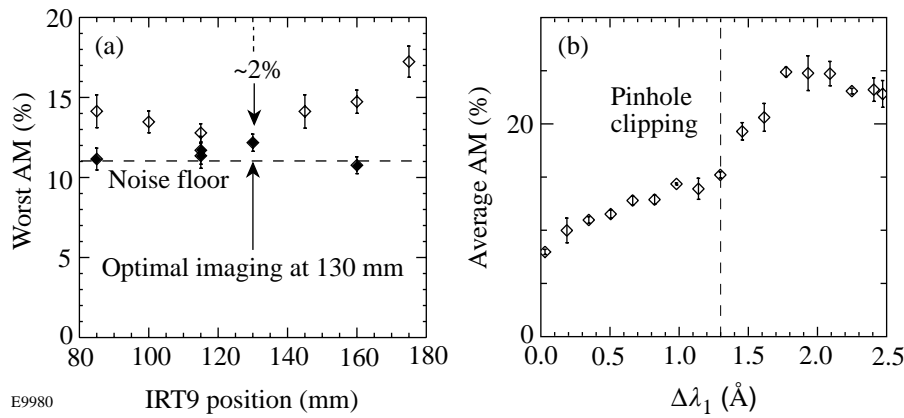 (a)
~2%
Noise floor
Optimal imaging at 130 mm
Worst AM (%)
20
15
10
5
0
80 100 120 140 160 180
IRT9 position (mm)
(b)
Pinhole
clipping
Average AM (%)
20
0.0 0.5 1.0 1.5 2.0 2.5
Δλ₁ (Å)
E9980